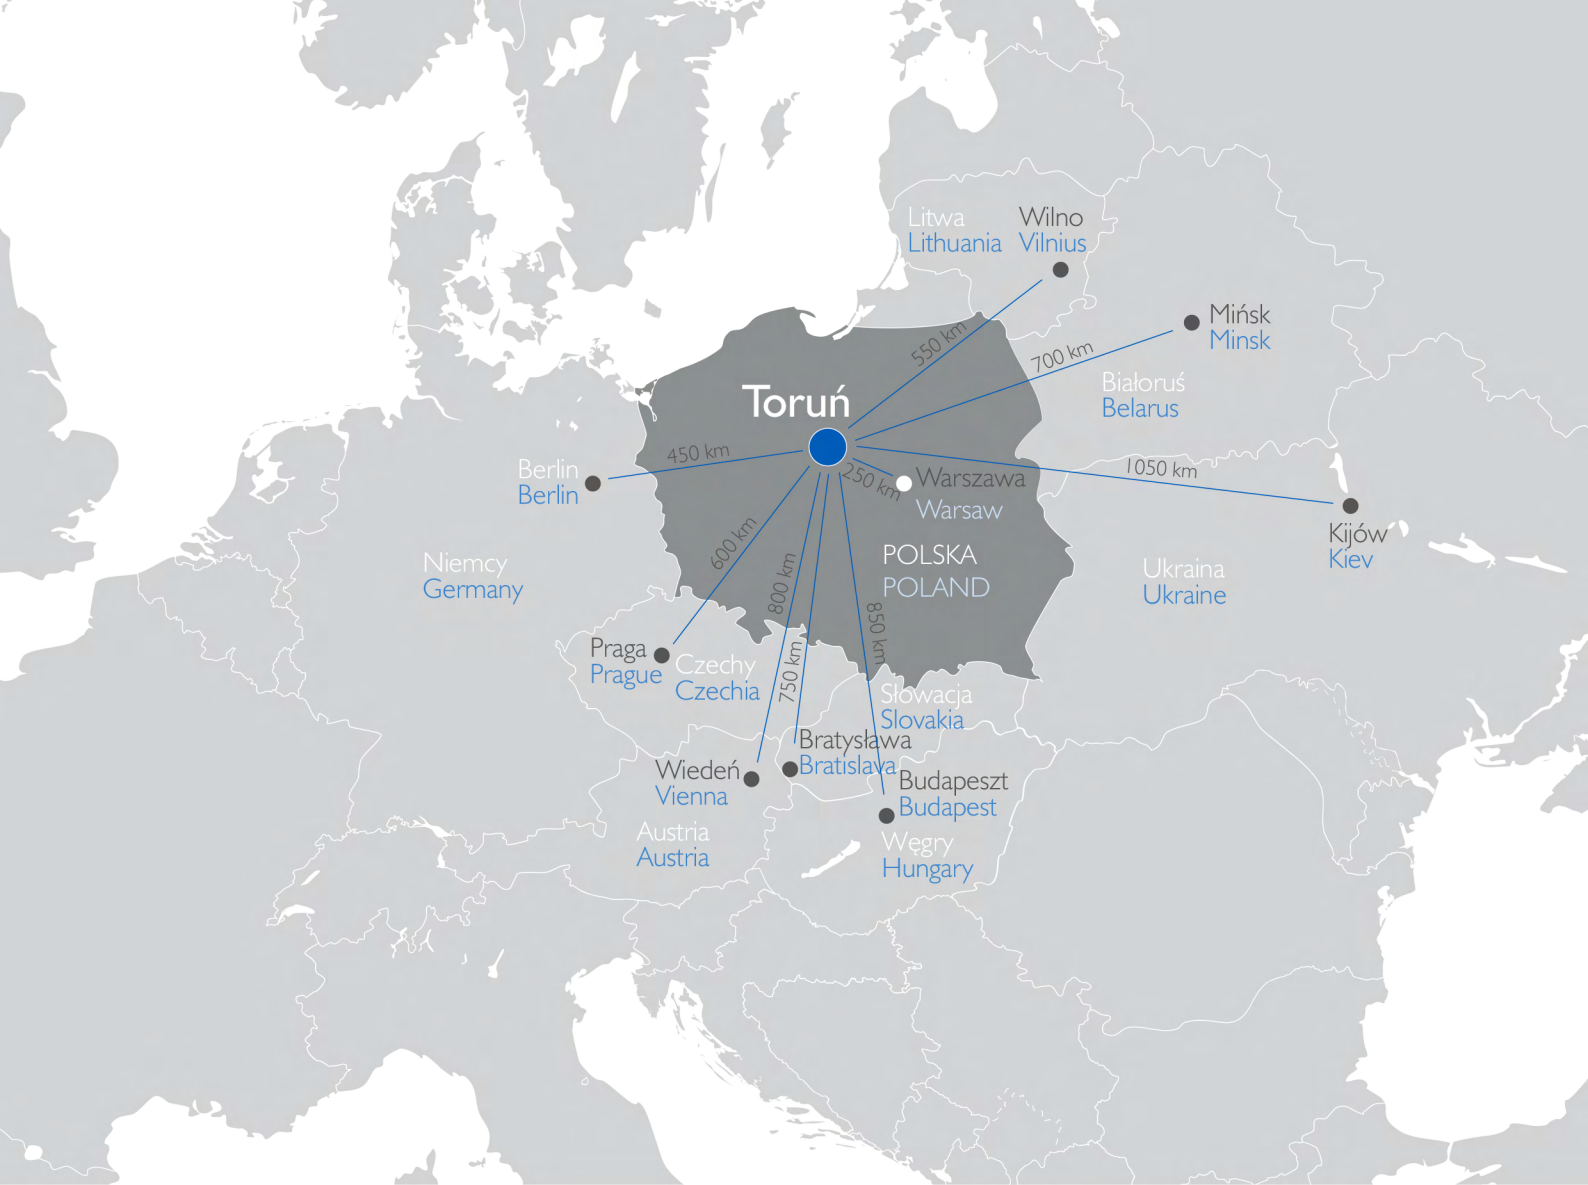 Litwa
Lithuania
Wilno
Vilnius
Mińsk
Minsk
550 km
700 km
Białoruś
Belarus
Toruń
450 km
Berlin
Berlin
250 km
Warszawa
Warsaw
1050 km
Kijów
Kiev
600 km
Niemcy
Germany
POLSKA
POLAND
Ukraina
Ukraine
800 km
850 km
750 km
Praga
Prague
Czechy
Czechia
Słowacja
Slovakia
Bratysława
Bratislava
Wiedeń
Vienna
Budapeszt
Budapest
Austria
Austria
Węgry
Hungary